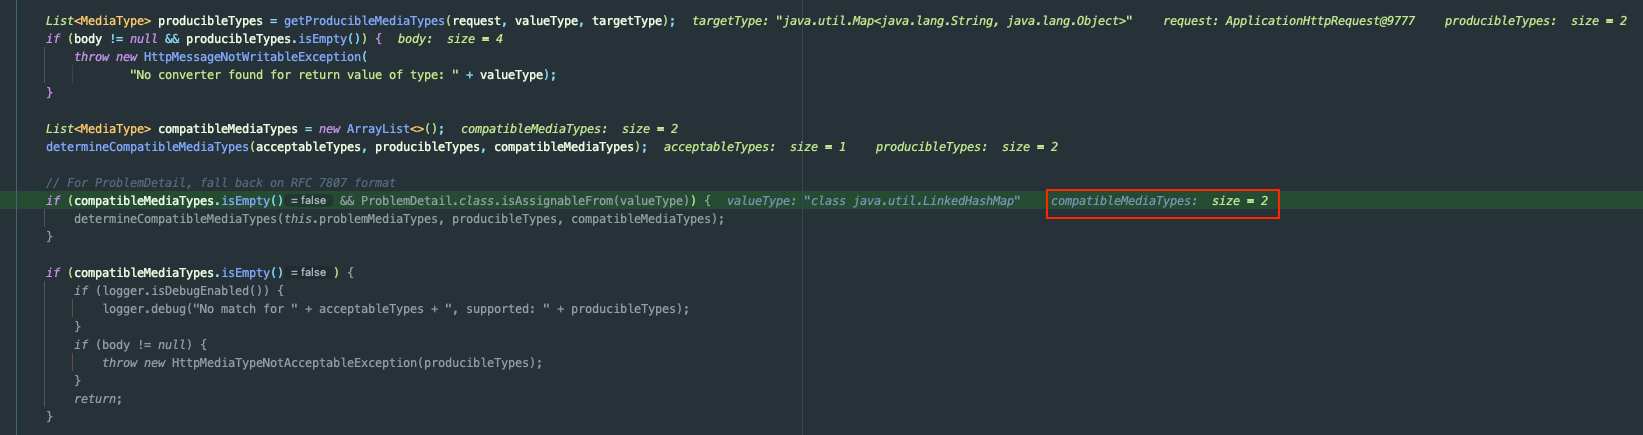 List<MediaType> producibleTypes = getProducibleMediaTypes(request, valueType, targetType);  targetType: "java.util.Map<java.lang.String, java.lang.Object>"  request: ApplicationHttpRequest@9777  producibleTypes:  size = 2
if (body != null && producibleTypes.isEmpty()) {  body:  size = 4
throw new HttpMessageNotWritableException(
"No converter found for return value of type: " + valueType);
}
List<MediaType> compatibleMediaTypes = new ArrayList<>();  compatibleMediaTypes:  size = 2
determineCompatibleMediaTypes(acceptableTypes, producibleTypes, compatibleMediaTypes);  acceptableTypes:  size = 1  producibleTypes:  size = 2
// For ProblemDetail, fall back on RFC 7807 format
if (compatibleMediaTypes.isEmpty() = false && ProblemDetail.class.isAssignableFrom(valueType)) {  valueType: "class java.util.LinkedHashMap"  compatibleMediaTypes:  size = 2
determineCompatibleMediaTypes(this.problemMediaTypes, producibleTypes, compatibleMediaTypes);
}
if (compatibleMediaTypes.isEmpty() = false ) {
if (logger.isDebugEnabled()) {
logger.debug("No match for " + acceptableTypes + ", supported: " + producibleTypes);
}
if (body != null) {
throw new HttpMediaTypeNotAcceptableException(producibleTypes);
}
return;
}